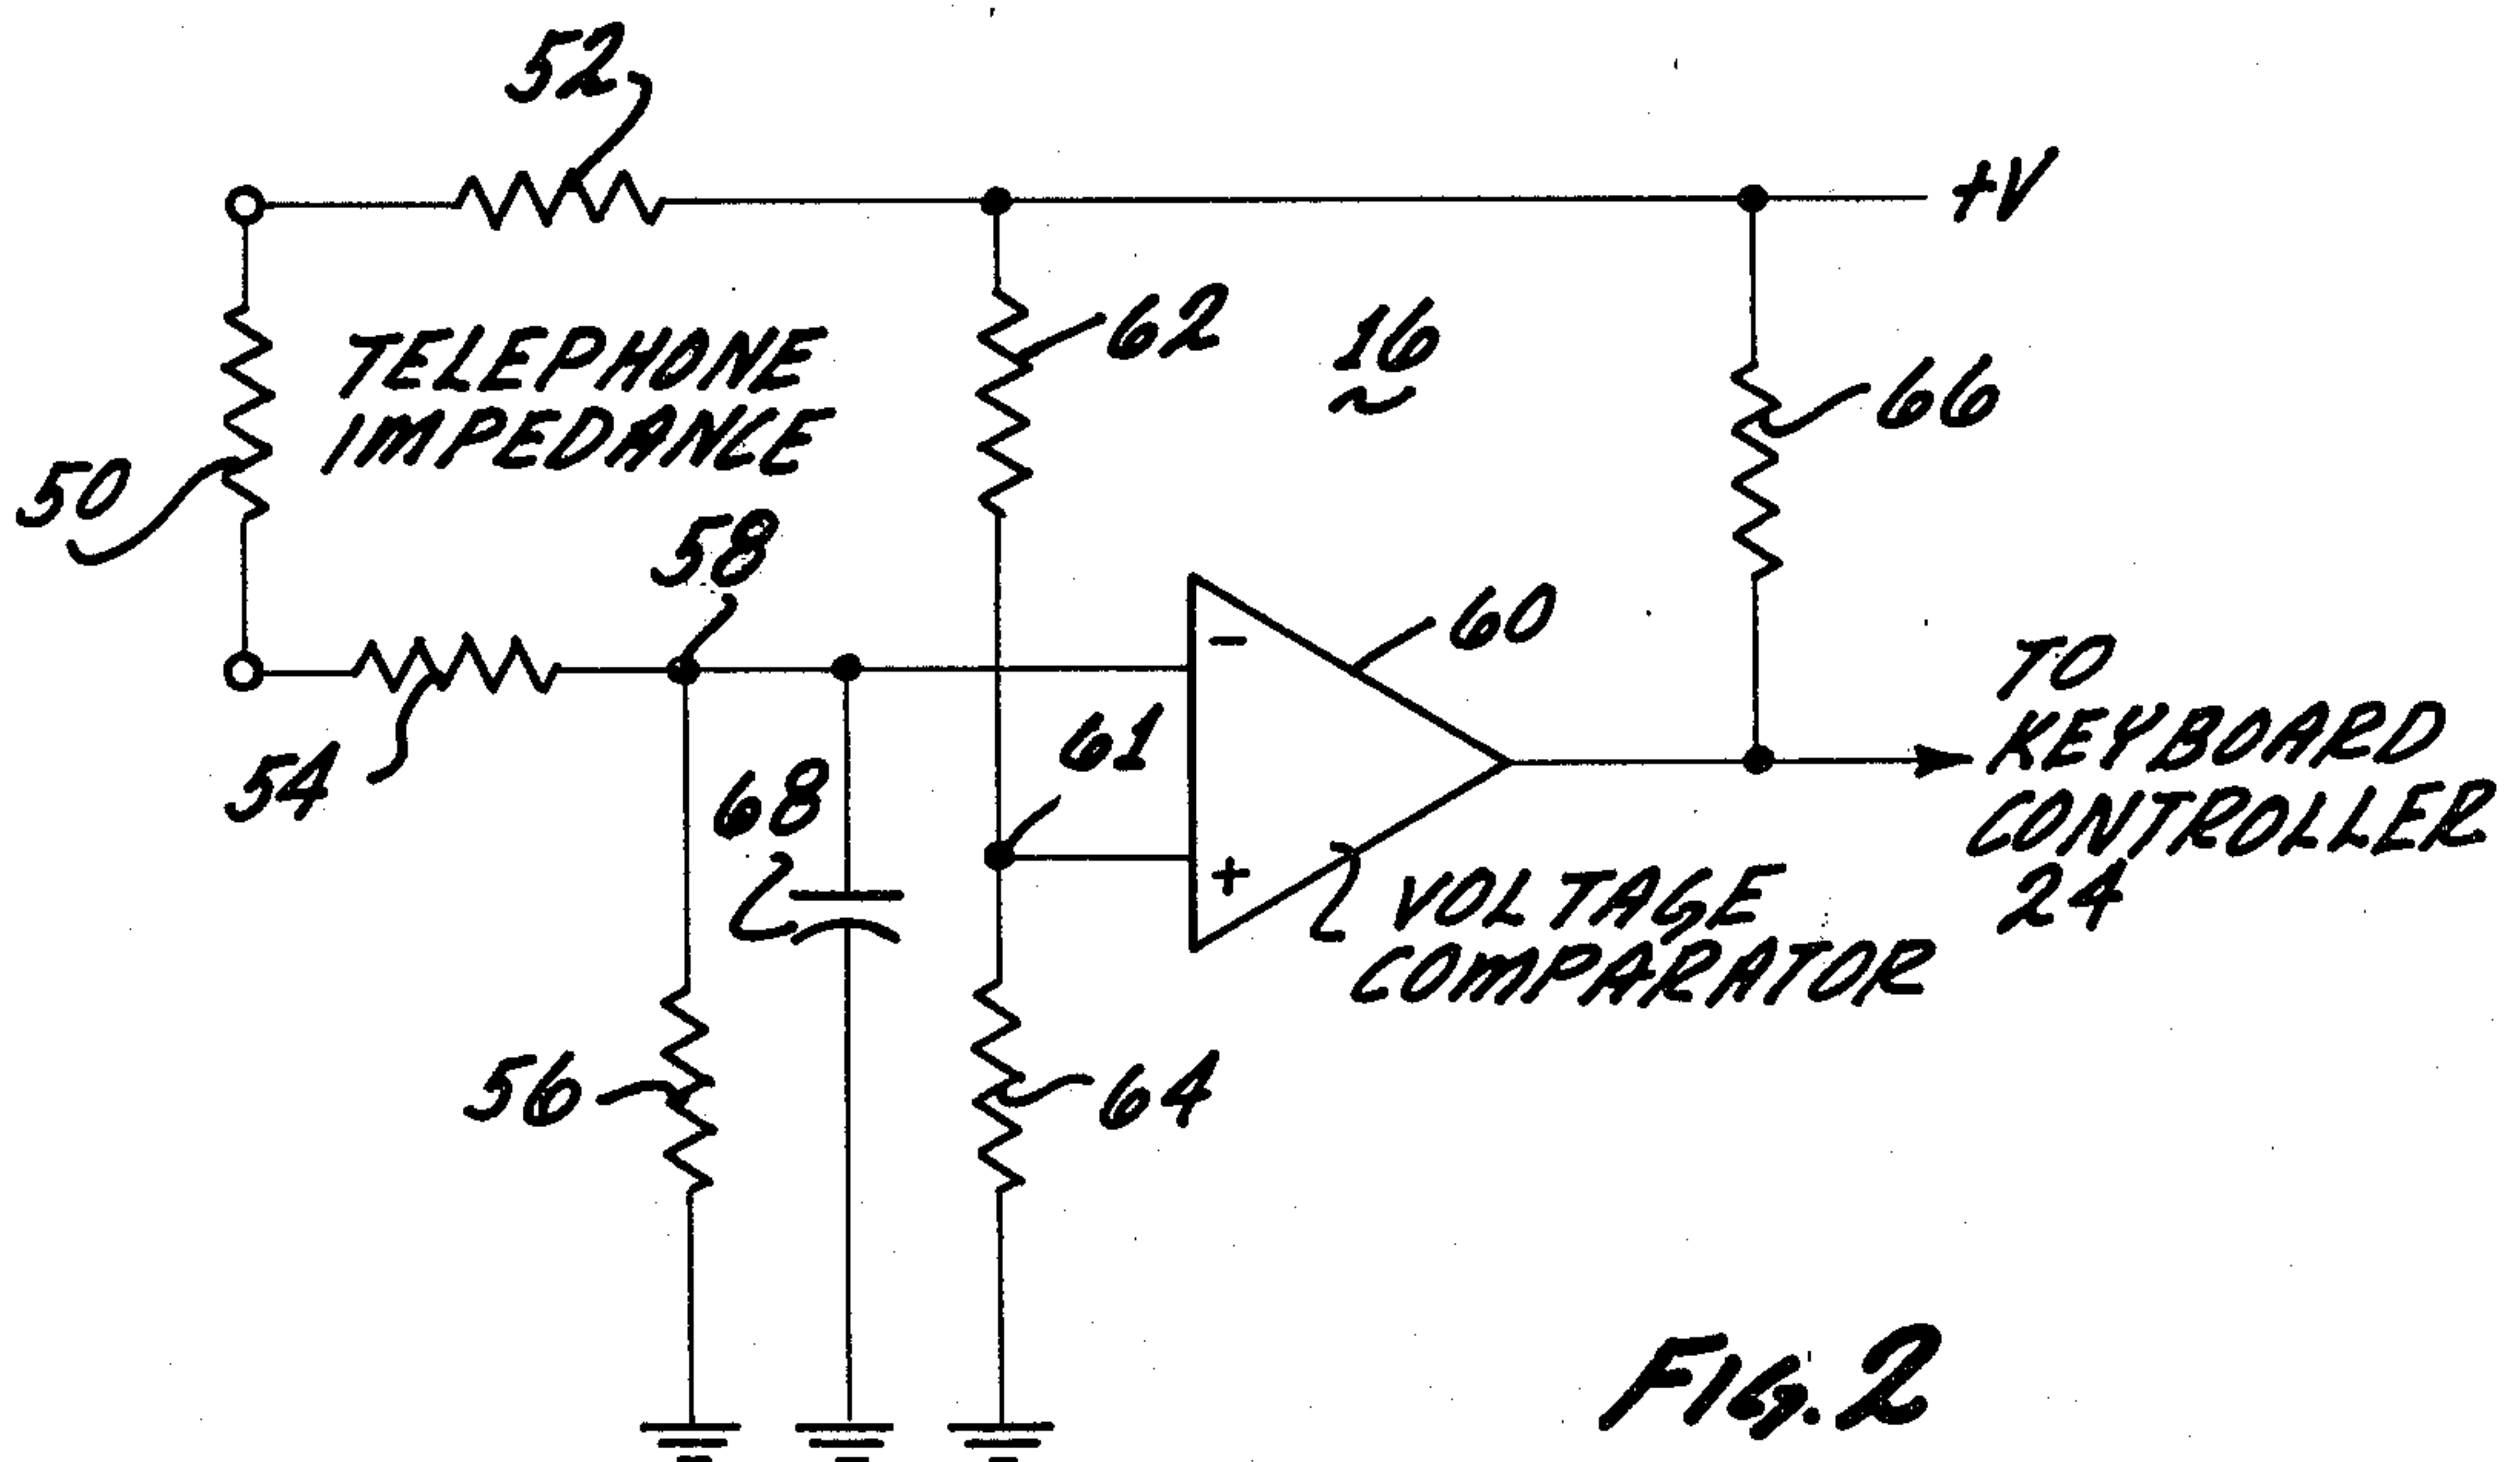 52
+V
62
16
66
TELEPHONE
IMPEDANCE
50
58
60
TO
KEYBOARD
CONTROLLER
24
61
-
54
68
+
VOLTAGE
COMPARATOR
56
64
FIG. 2